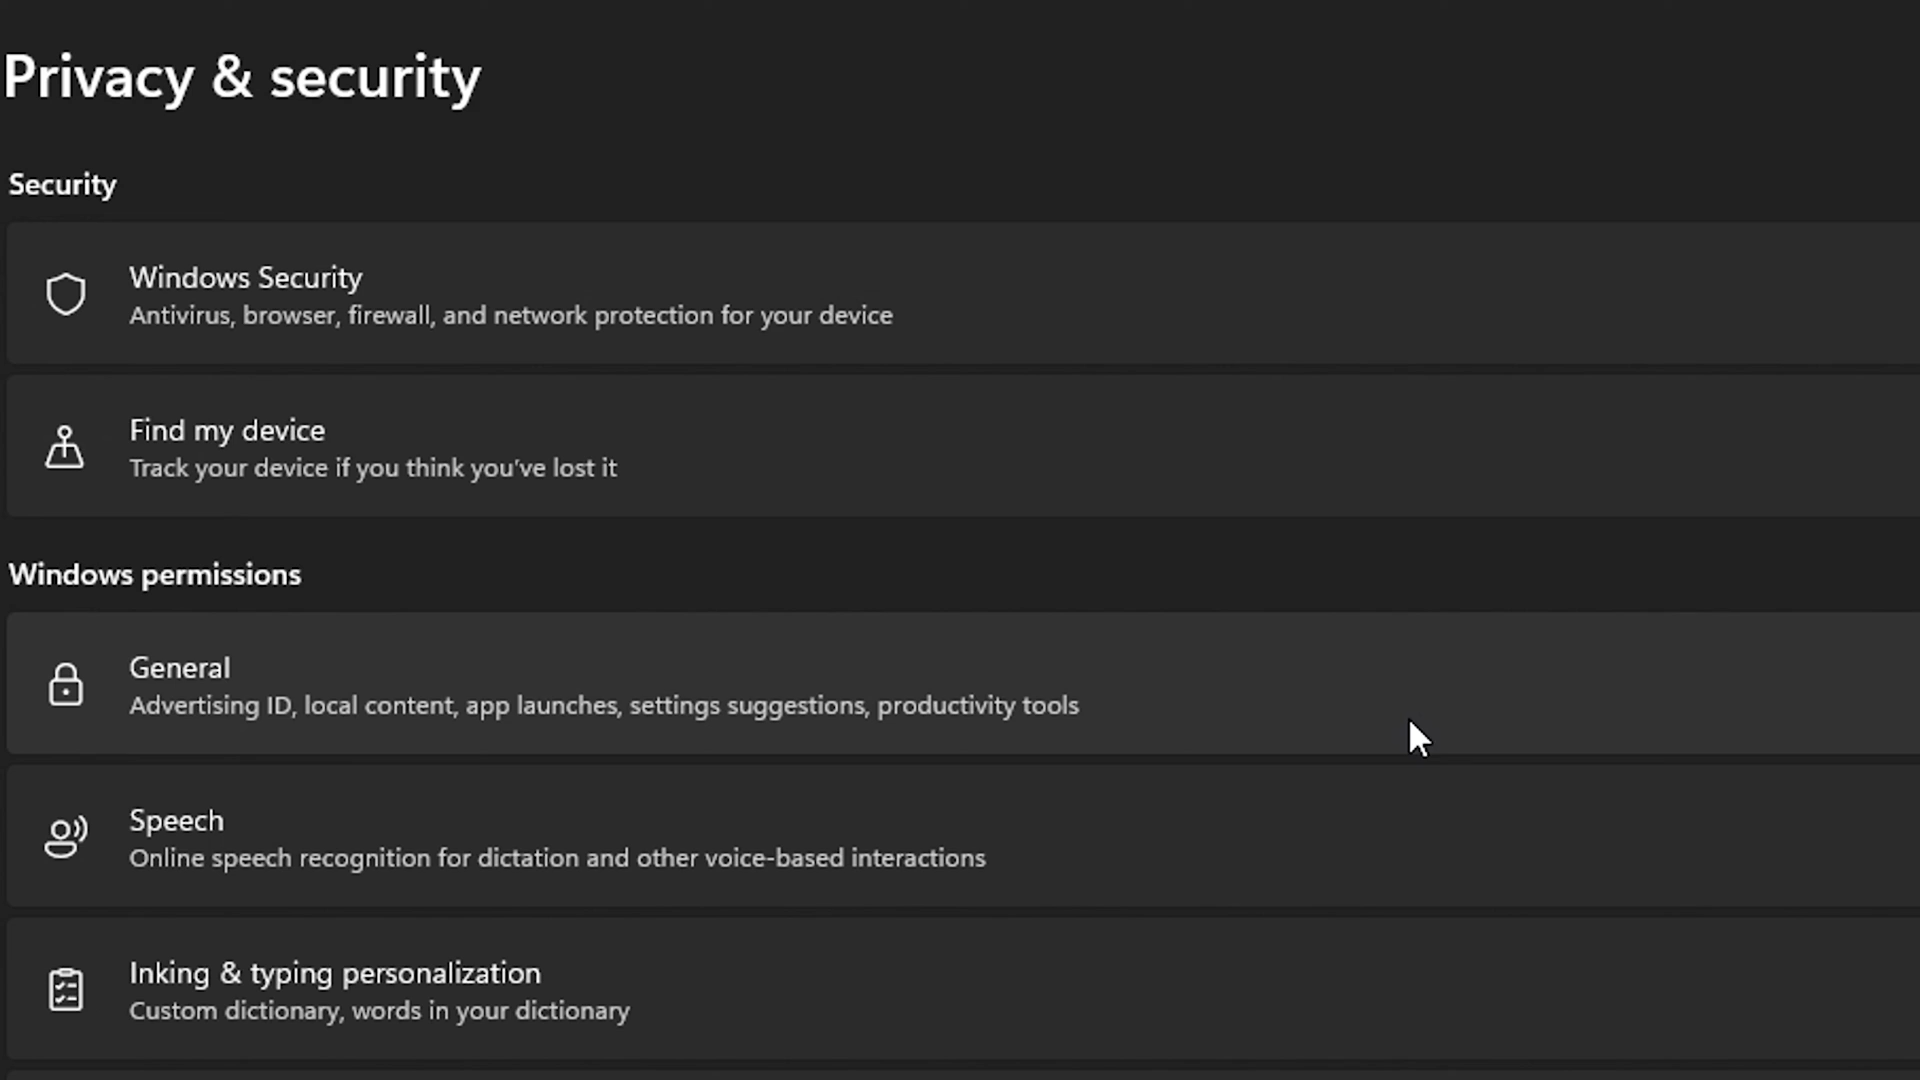 Privacy & security
Security
Windows Security
Antivirus, browser, firewall, and network protection for your device
Find my device
Track your device if you think you’ve lost it
Windows permissions
General
Advertising ID, local content, app launches, settings suggestions, productivity tools
Speech
Online speech recognition for dictation and other voice-based interactions
Inking & typing personalization
Custom dictionary, words in your dictionary